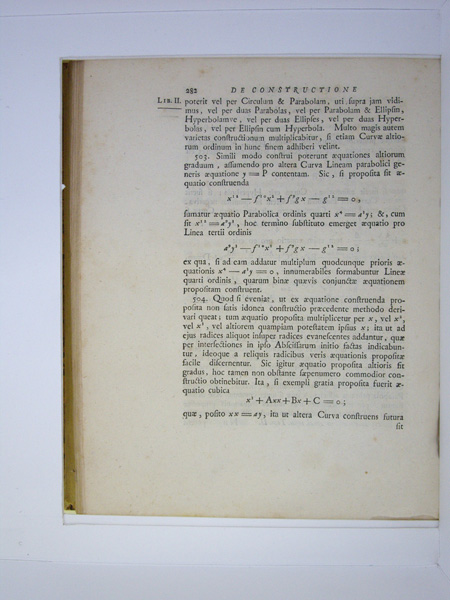 282 DE CONSTRUCTIONE
LIB. II. poterit vel per Circulum & Parabolam, uti ſupra jam vidi-
mus, vel per duas Parabolas, vel per Parabolam & Ellipſin,
Hyperbolamve, vel per duas Ellipſes, vel per duas Hyper-
bolas, vel per Ellipſin cum Hyperbola. Multo magis autem
varietas conſtructionum multiplicabitur, ſi etiam Curvæ altio-
rum ordinum in hunc finem adhiberi velint.
503. Simili modo conſtrui poterunt æquationes altiorum
graduum, aſſumendo pro altera Curva Lineam parabolici ge-
neris æquatione y = P contentam. Sic, ſi propoſita ſit æ-
quatio conſtruenda
ſumatur æquatio Parabolica ordinis quarti x⁴ = a³y; &, cum
ſit x¹² = a⁹y³, hoc termino ſubſtituto emerget æquatio pro
Linea tertii ordinis
ex qua, ſi ad eam addatur multiplum quodcunque prioris æ-
quationis x⁴ — a³y = 0, innumerabiles formabuntur Lineæ
quarti ordinis, quarum binæ quævis conjunctæ æquationem
propoſitam conſtruent.
504. Quod ſi eveniat, ut ex æquatione conſtruenda pro-
poſita non ſatis idonea conſtructio præcedente methodo deri-
vari queat; tum æquatio propoſita multiplicetur per x, vel x²,
vel x³, vel altiorem quampiam poteſtatem ipſius x; ita ut ad
ejus radices aliquot inſuper radices evaneſcentes addantur, quæ
per interſectiones in ipſo Abſciſſarum initio factas indicabun-
tur, ideoque a reliquis radicibus veris æquationis propoſitæ
facile diſcernentur. Sic igitur æquatio propoſita altioris fit
gradus, hoc tamen non obſtante ſæpenumero commodior con-
ſtructio obtinebitur. Ita, ſi exempli gratia propoſita fuerit æ-
quatio cubica
x³ + Axx + Bx + C = 0;
quæ, poſito xx = ay, ita ut altera Curva conſtruens futura
ſit